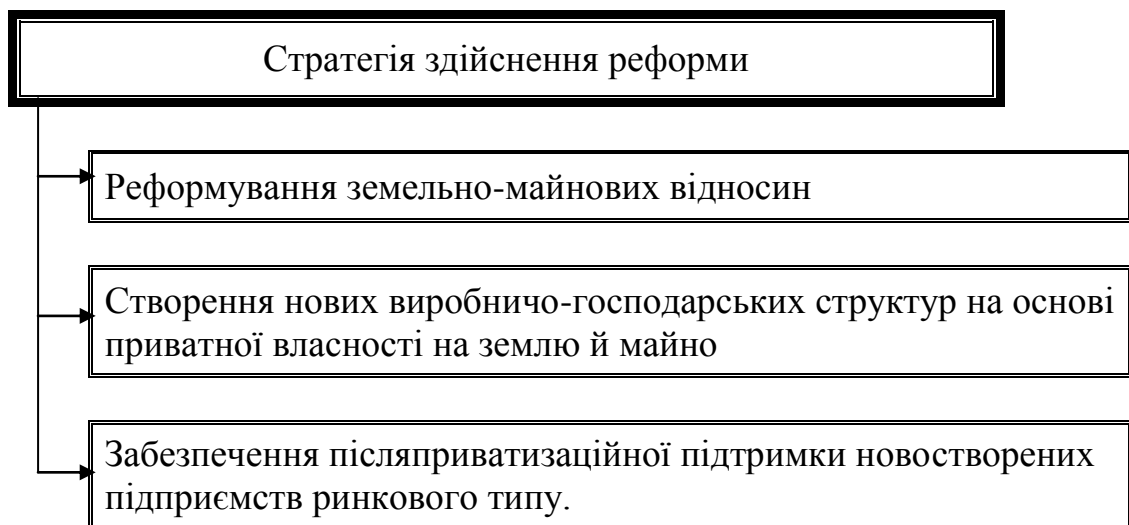 Стратегія здійснення реформи
Реформування земельно-майнових відносин
Створення нових виробничо-господарських структур на основі
приватної власності на землю й майно
Забезпечення післяприватизаційної підтримки новостворених
підприємств ринкового типу.